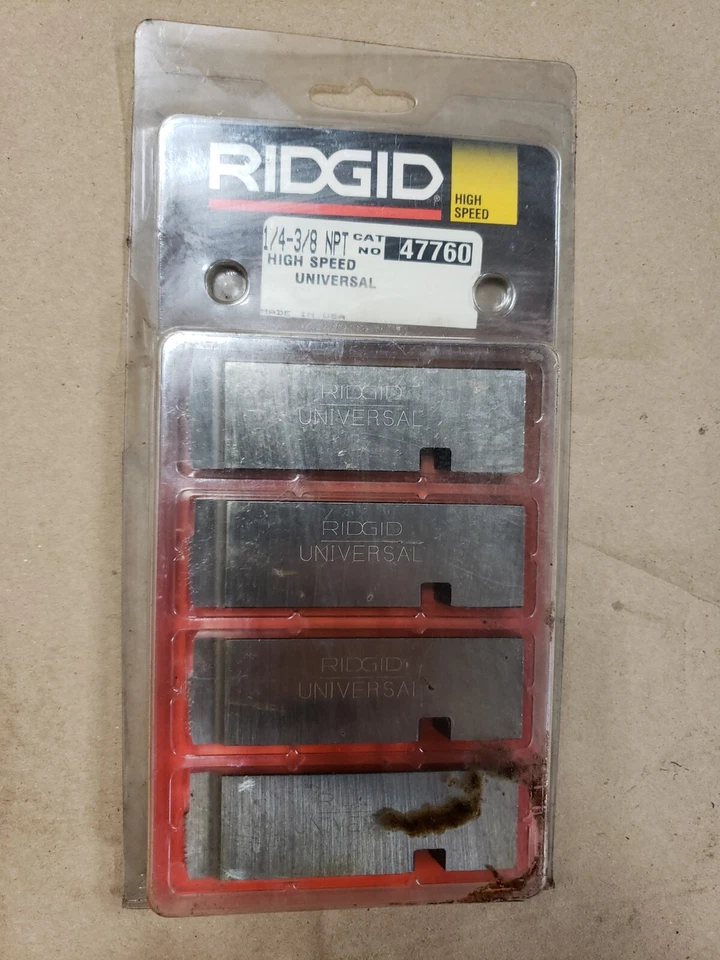 RIDGID
HIGH
SPEED
1/4-3/8 NPT CAT NO 47760
HIGH SPEED
UNIVERSAL
MADE IN USA
RIDGID
UNIVERSAL
RIDGID
UNIVERSAL
RIDGID
UNIVERSAL